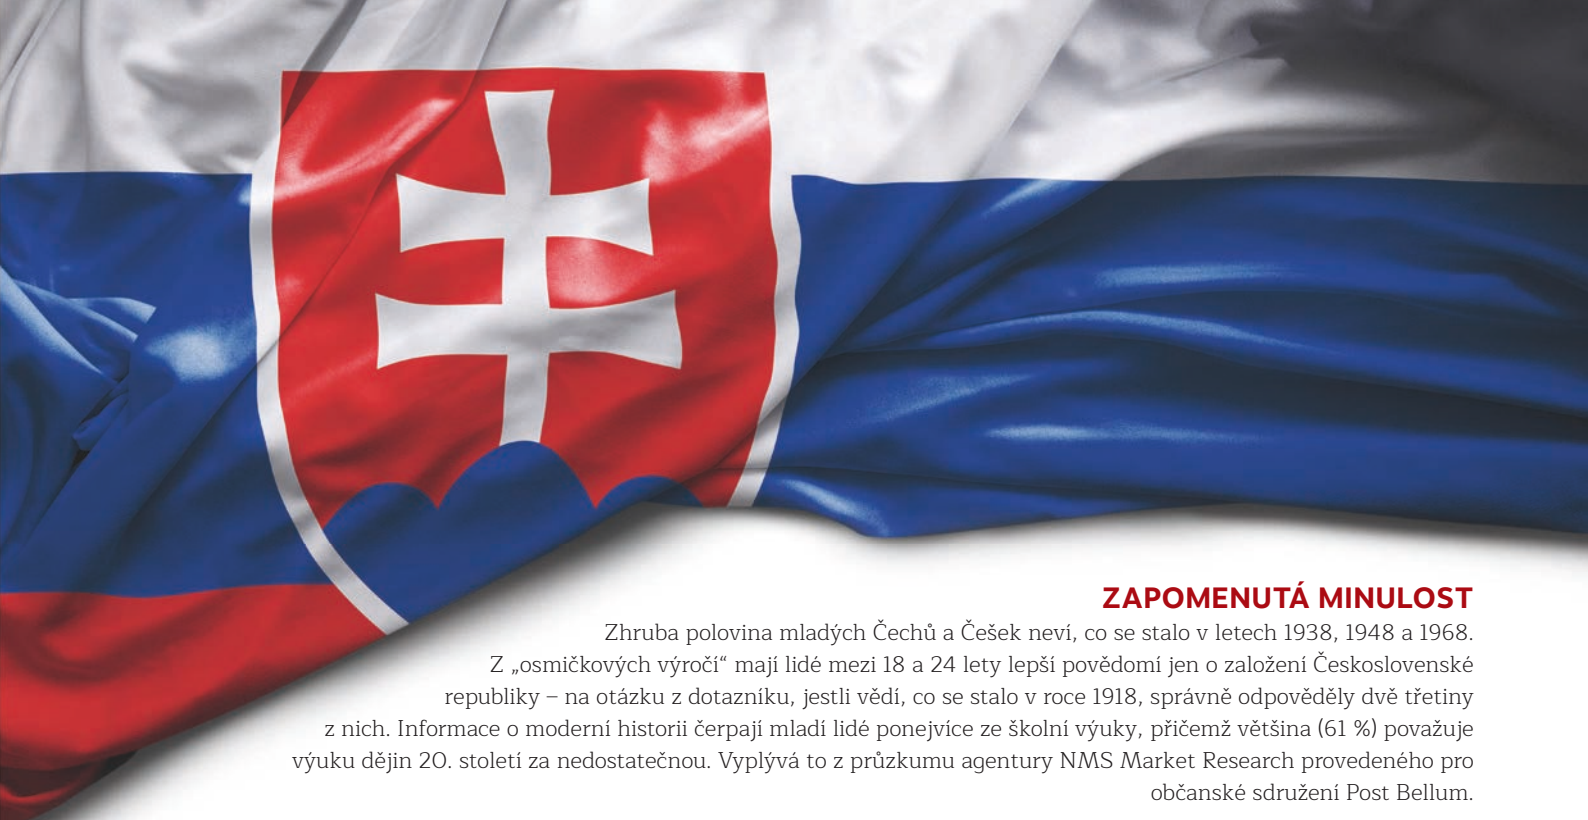 ZAPOMENUTÁ MINULOST
Zhruba polovina mladých Čechů a Češek neví, co se stalo v letech 1938, 1948 a 1968.
Z „osmičkových výročí“ mají lidé mezi 18 a 24 lety lepší povědomí jen o založení Československé
republiky – na otázku z dotazníku, jestli vědí, co se stalo v roce 1918, správně odpověděly dvě třetiny
z nich. Informace o moderní historii čerpají mladí lidé ponejvíce ze školní výuky, přičemž většina (61 %) považuje
výuku dějin 20. století za nedostatečnou. Vyplývá to z průzkumu agentury NMS Market Research provedeného pro
občanské sdružení Post Bellum.